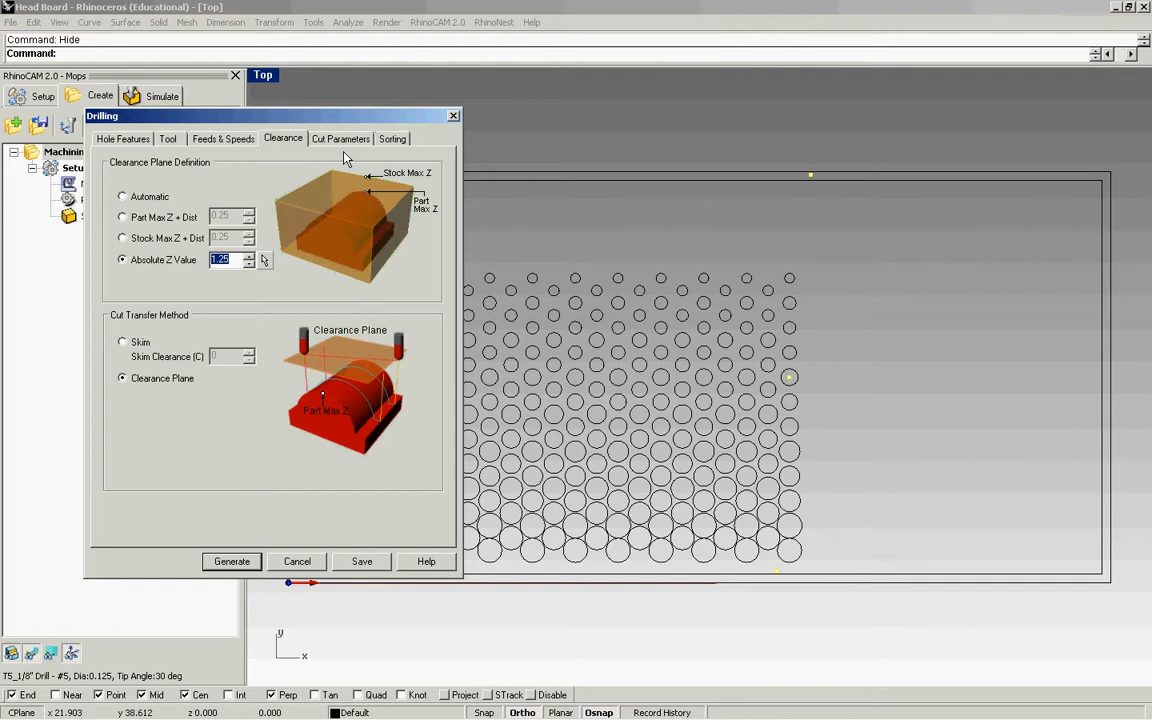 Head Board - Rhinoceros (Educational) - [Top]
File Edit View Curve Surface Solid Mesh Dimension Transform Tools Analyze Render RhinoCAM 2.0 RhinoNest Help
Command: Hide
Command:
RhinoCAM 2.0 - Mops
Top
Setup Create Simulate
Drilling
Hole Features Tool Feeds & Speeds Clearance Cut Parameters Sorting
Machining
Setu
Clearance Plane Definition
Stock Max Z
Automatic
Part Max Z
Part Max Z + Dist 0.25
Stock Max Z + Dist 0.25
Absolute Z Value 1.25
Cut Transfer Method
Clearance Plane
Skim
Skim Clearance (C) 0
Clearance Plane
Part Max Z
Generate Cancel Save Help
y
x
T5_1/8" Drill - #5, Dia:0.125, Tip Angle:30 deg
End Near Point Mid Cen Int Perp Tan Quad Knot Project STrack Disable
CPlane x 21.903 y 38.612 z 0.000 0.000 Default Snap Ortho Planar Osnap Record History